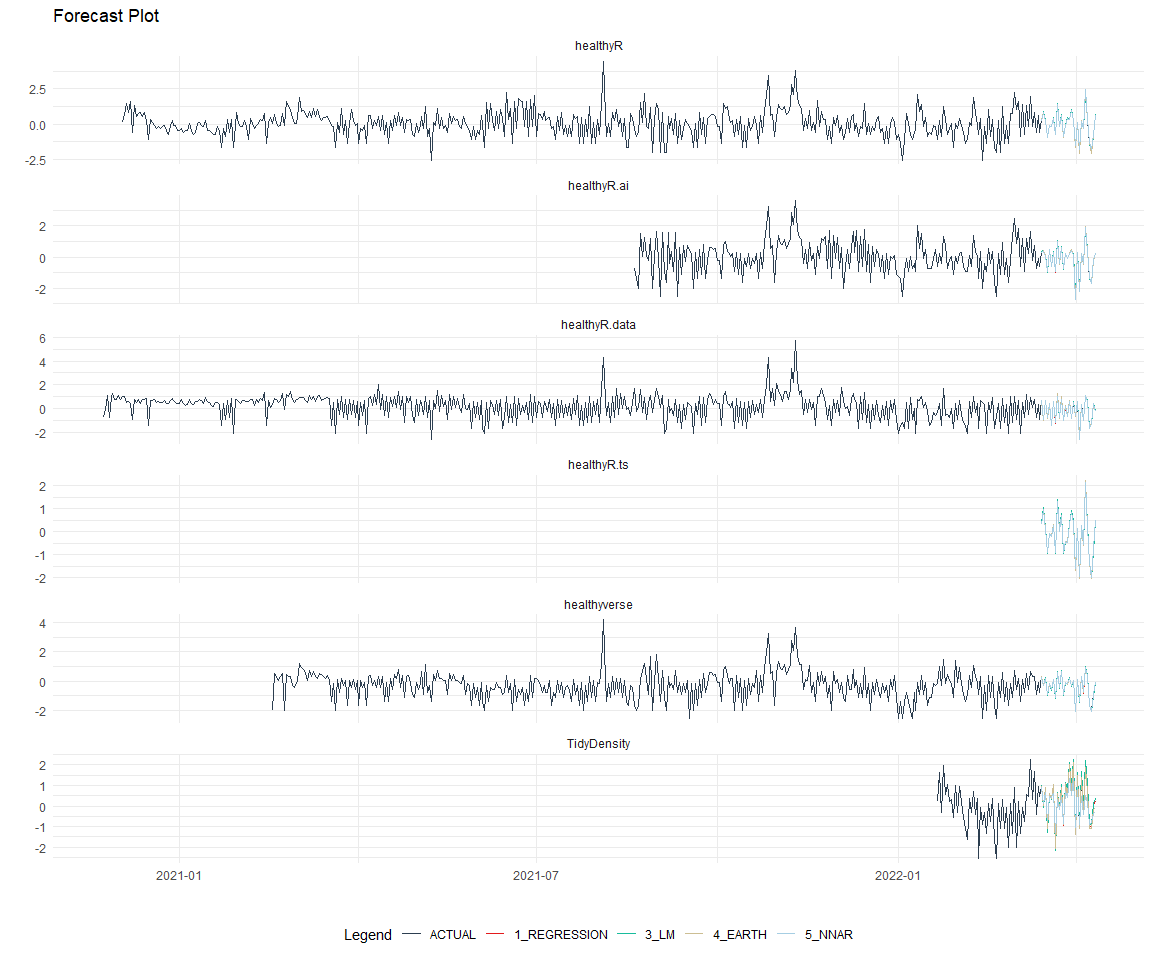 Forecast Plot
healthyR
2.5
0.0
-2.5
healthyR.ai
2
0
-2
healthyR.data
6
4
2
0
-2
healthyR.ts
2
1
0
-1
-2
healthyverse
4
2
0
-2
TidyDensity
2
1
0
-1
-2
2021-01 2021-07 2022-01
Legend ACTUAL 1_REGRESSION 3_LM 4_EARTH 5_NNAR